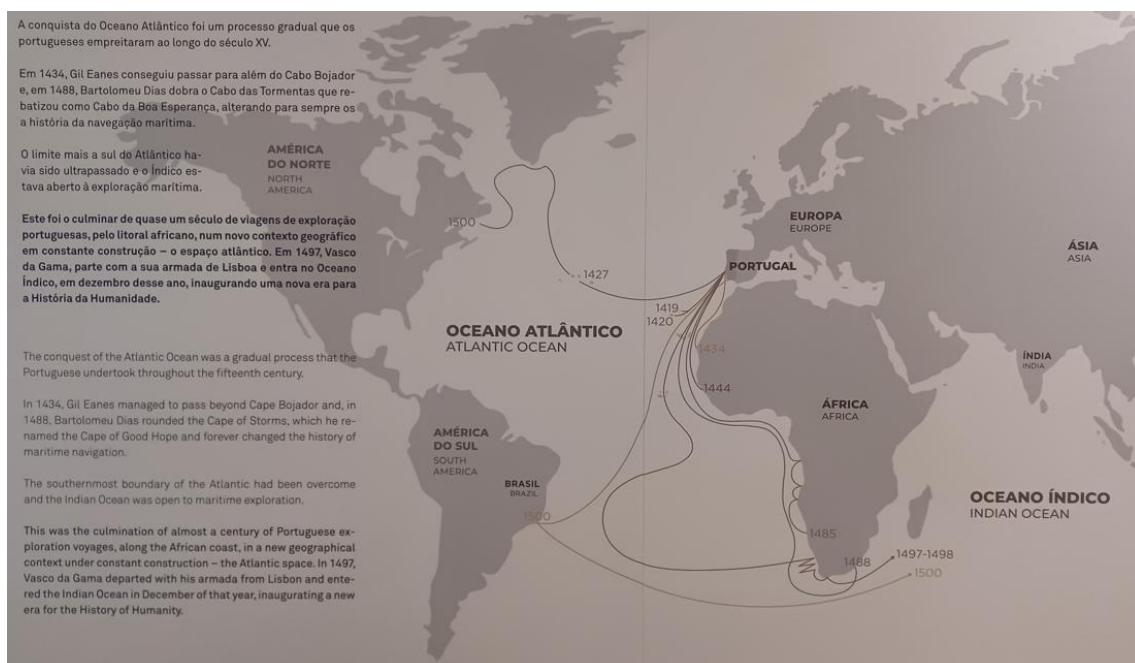 A conquista do Oceano Atlântico foi um processo gradual que os
portugueses empreitaram ao longo do século XV.
Em 1434, Gil Eanes conseguiu passar para além do Cabo Bojador
e, em 1488, Bartolomeu Dias dobra o Cabo das Tormentas que re-
batizou como Cabo da Boa Esperança, alterando para sempre os
a história da navegação marítima.
O limite mais a sul do Atlântico ha-
via sido ultrapassado e o Índico es-
tava aberto à exploração marítima.
Este foi o culminar de quase um século de viagens de exploração
portuguesas, pelo litoral africano, num novo contexto geográfico
em constante construção – o espaço atlântico. Em 1497, Vasco
da Gama, parte com a sua armada de Lisboa e entra no Oceano
Índico, em dezembro desse ano, inaugurando uma nova era para
a História da Humanidade.
The conquest of the Atlantic Ocean was a gradual process that the
Portuguese undertook throughout the fifteenth century.
In 1434, Gil Eanes managed to pass beyond Cape Bojador and, in
1488, Bartolomeu Dias rounded the Cape of Storms, which he re-
named the Cape of Good Hope and forever changed the history of
maritime navigation.
The southernmost boundary of the Atlantic had been overcome
and the Indian Ocean was open to maritime exploration.
This was the culmination of almost a century of Portuguese ex-
ploration voyages, along the African coast, in a new geographical
context under constant construction – the Atlantic space. In 1497,
Vasco da Gama departed with his armada from Lisbon and ente-
red the Indian Ocean in December of that year, inaugurating a new
era for the History of Humanity.
AMÉRICA
DO NORTE
NORTH
AMERICA
1500
1427
EUROPA
EUROPE
ÁSIA
ASIA
PORTUGAL
1419
1420
OCEANO ATLÂNTICO
ATLANTIC OCEAN
1434
1444
ÍNDIA
INDIA
ÁFRICA
AFRICA
AMÉRICA
DO SUL
SOUTH
AMERICA
BRASIL
BRAZIL
1500
OCEANO ÍNDICO
INDIAN OCEAN
1485
1488
1497-1498
1500